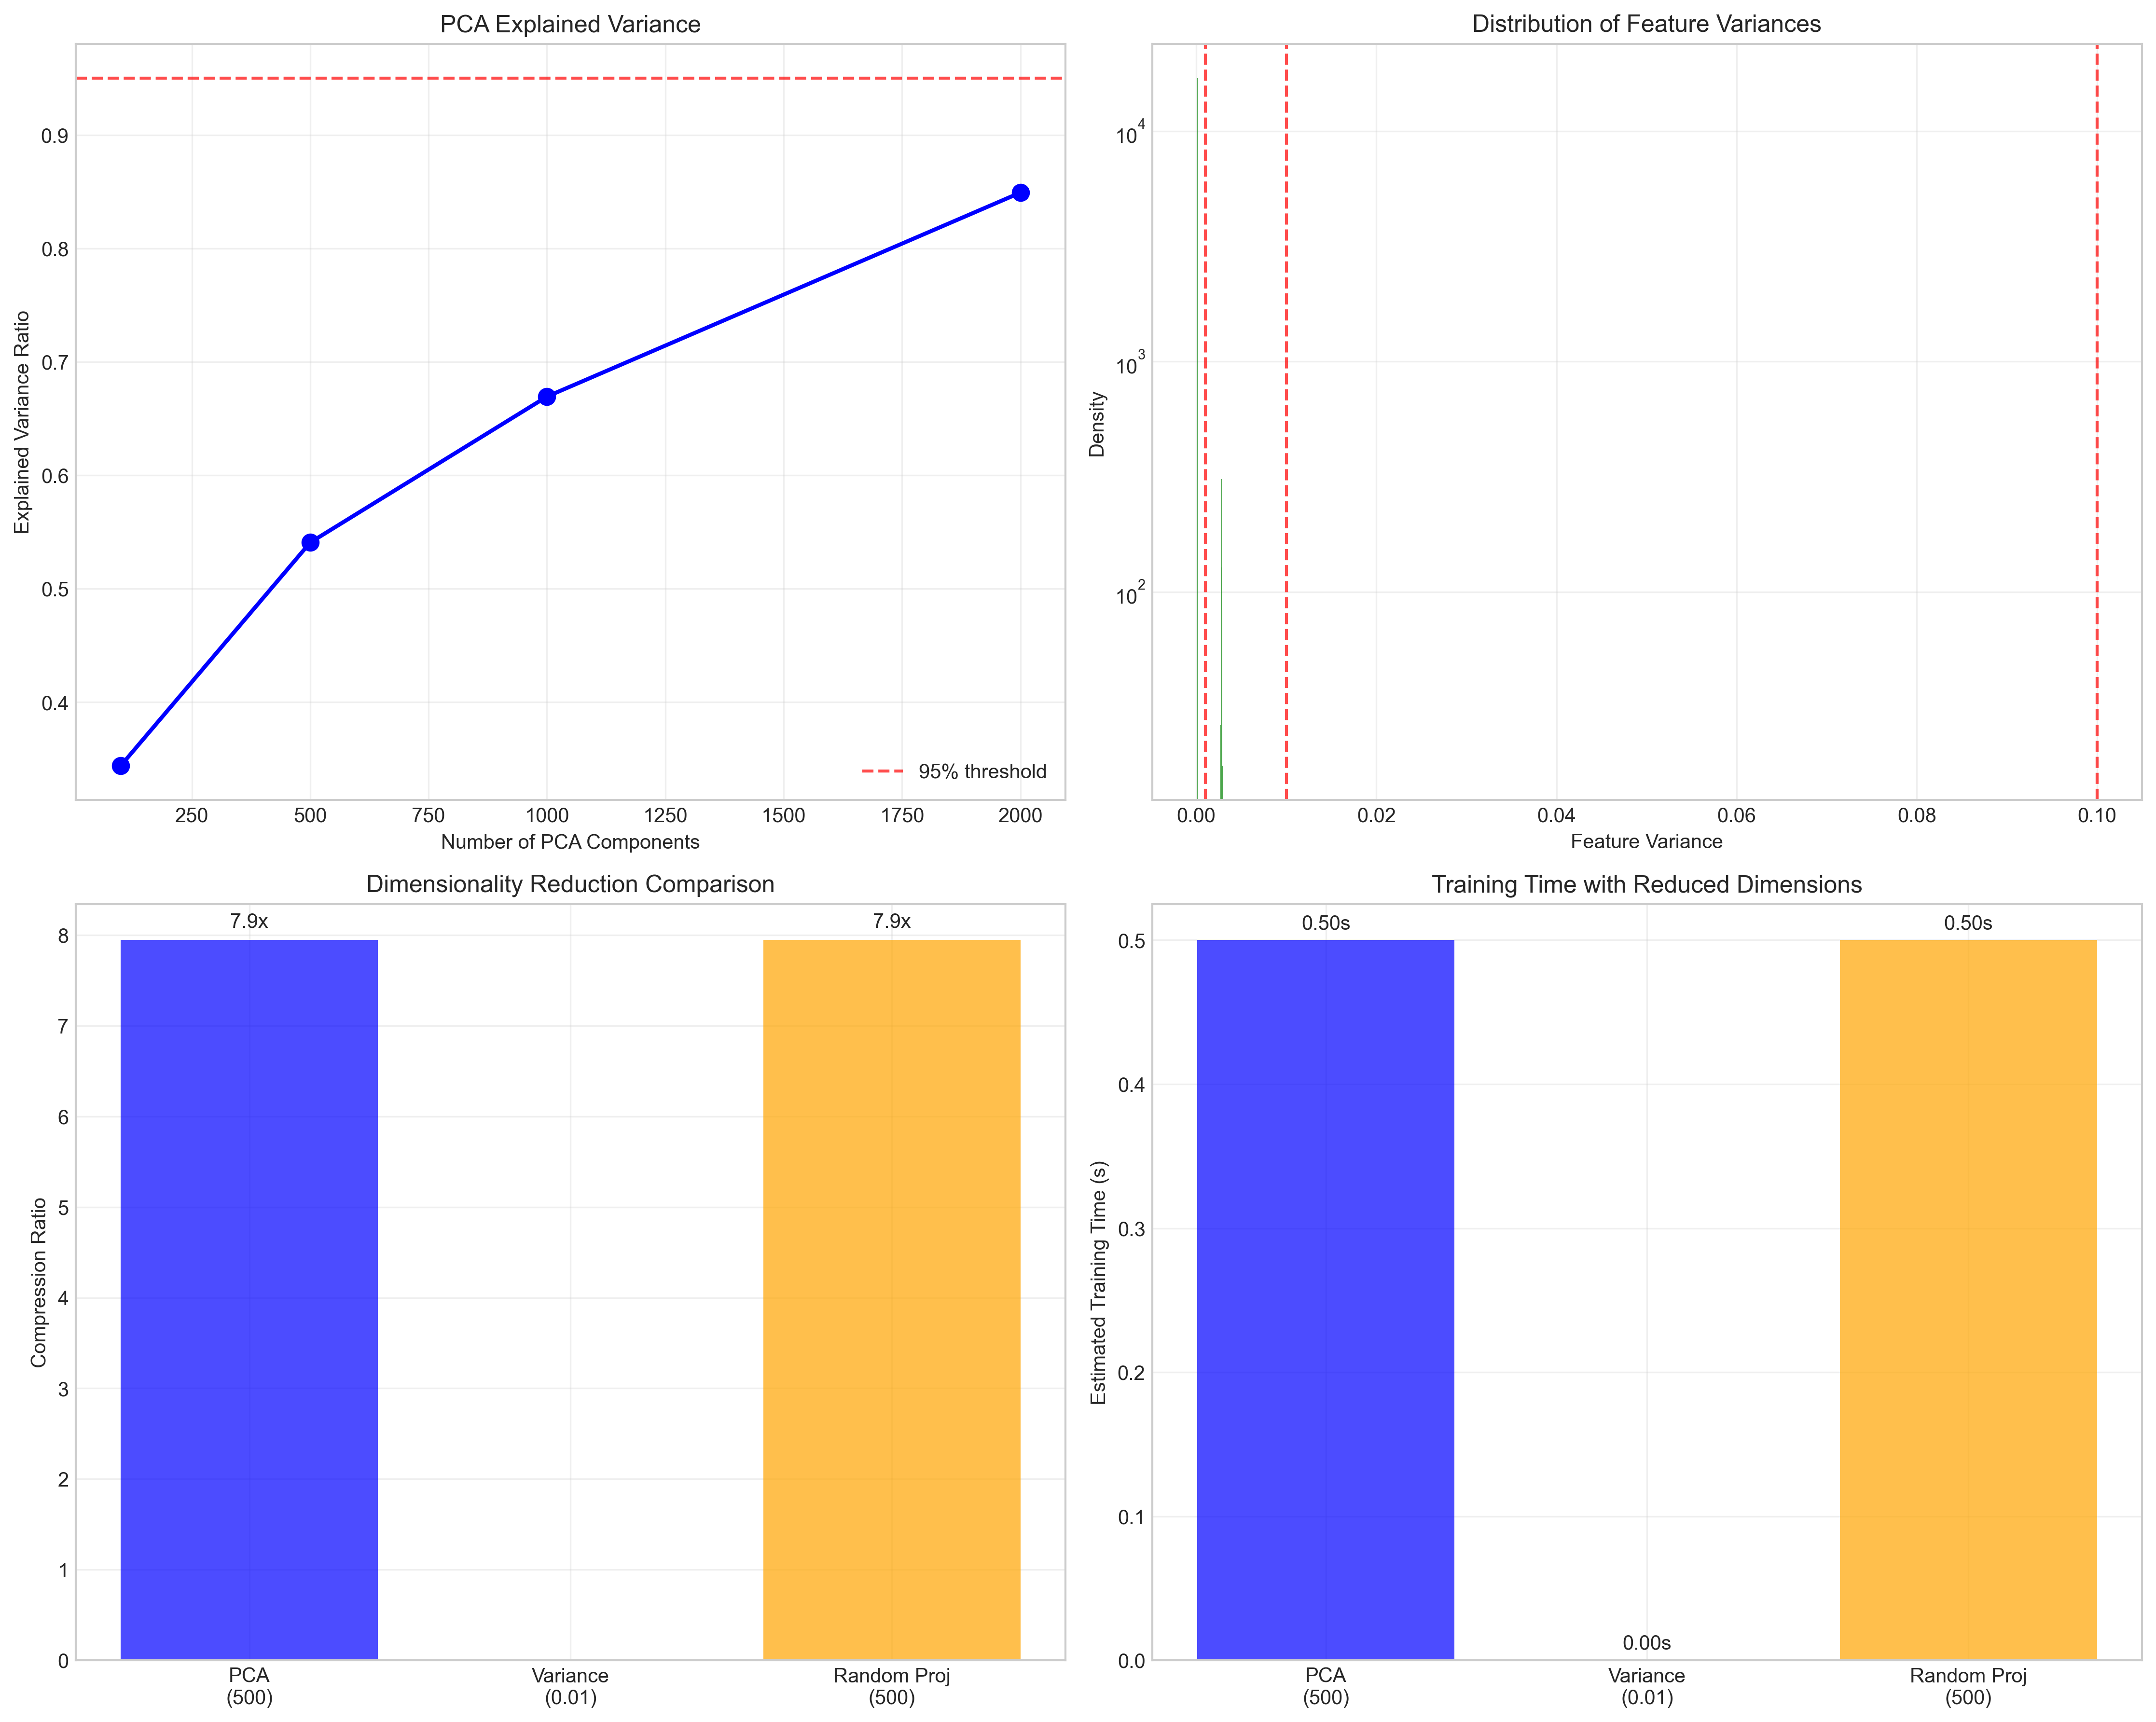 PCA Explained Variance
Explained Variance Ratio
0.9
0.8
0.7
0.6
0.5
0.4
95% threshold
250 500 750 1000 1250 1500 1750 2000
Number of PCA Components
Distribution of Feature Variances
Density
10^4
10^3
10^2
0.00 0.02 0.04 0.06 0.08 0.10
Feature Variance
Dimensionality Reduction Comparison
Compression Ratio
8
7
6
5
4
3
2
1
0
7.9x 7.9x
PCA Variance Random Proj
(500) (0.01) (500)
Training Time with Reduced Dimensions
Estimated Training Time (s)
0.5
0.4
0.3
0.2
0.1
0.0
0.50s 0.00s 0.50s
PCA Variance Random Proj
(500) (0.01) (500)